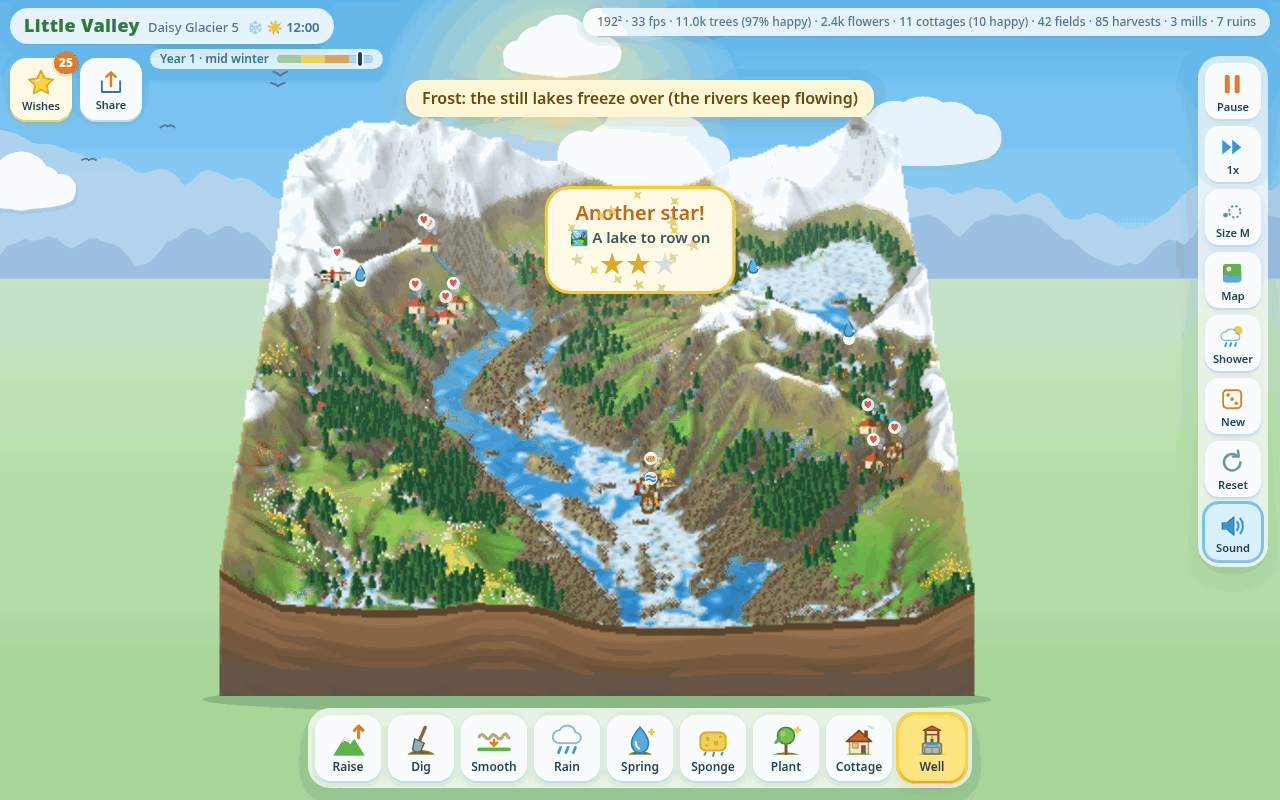 Little Valley Daisy Glacier 5 12:00
192² · 33 fps · 11.0k trees (97% happy) · 2.4k flowers · 11 cottages (10 happy) · 42 fields · 85 harvests · 3 mills · 7 ruins
Year 1 · mid winter
25
Wishes
Share
Frost: the still lakes freeze over (the rivers keep flowing)
Another star!
A lake to row on
Pause
1x
Size M
Map
Shower
New
Reset
Sound
Raise
Dig
Smooth
Rain
Spring
Sponge
Plant
Cottage
Well